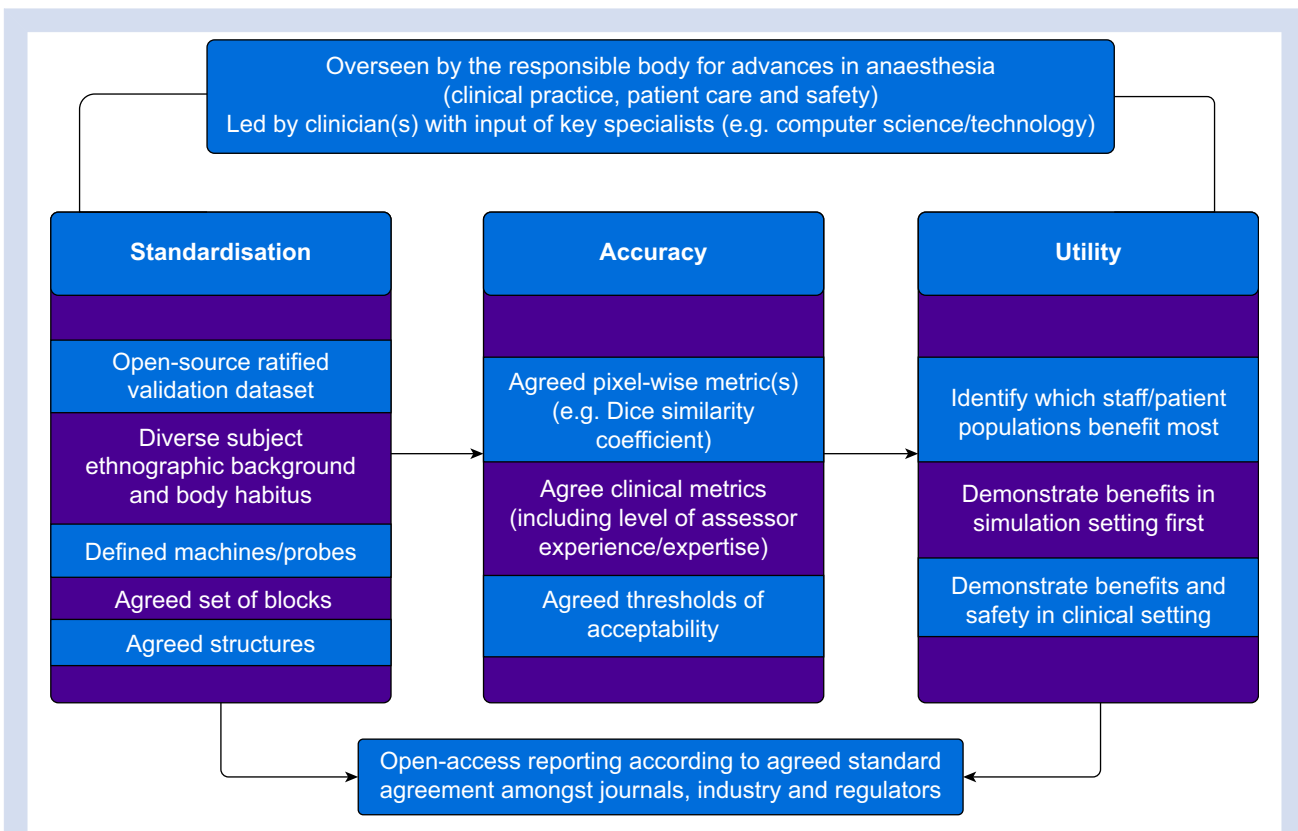 Overseen by the responsible body for advances in anaesthesia
(clinical practice, patient care and safety)
Led by clinician(s) with input of key specialists (e.g. computer science/technology)
Standardisation
Open-source ratified
validation dataset
Diverse subject
ethnographic background
and body habitus
Defined machines/probes
Agreed set of blocks
Agreed structures
Accuracy
Agreed pixel-wise metric(s)
(e.g. Dice similarity
coefficient)
Agree clinical metrics
(including level of assessor
experience/expertise)
Agreed thresholds of
acceptability
Utility
Identify which staff/patient
populations benefit most
Demonstrate benefits in
simulation setting first
Demonstrate benefits and
safety in clinical setting
Open-access reporting according to agreed standard
agreement amongst journals, industry and regulators